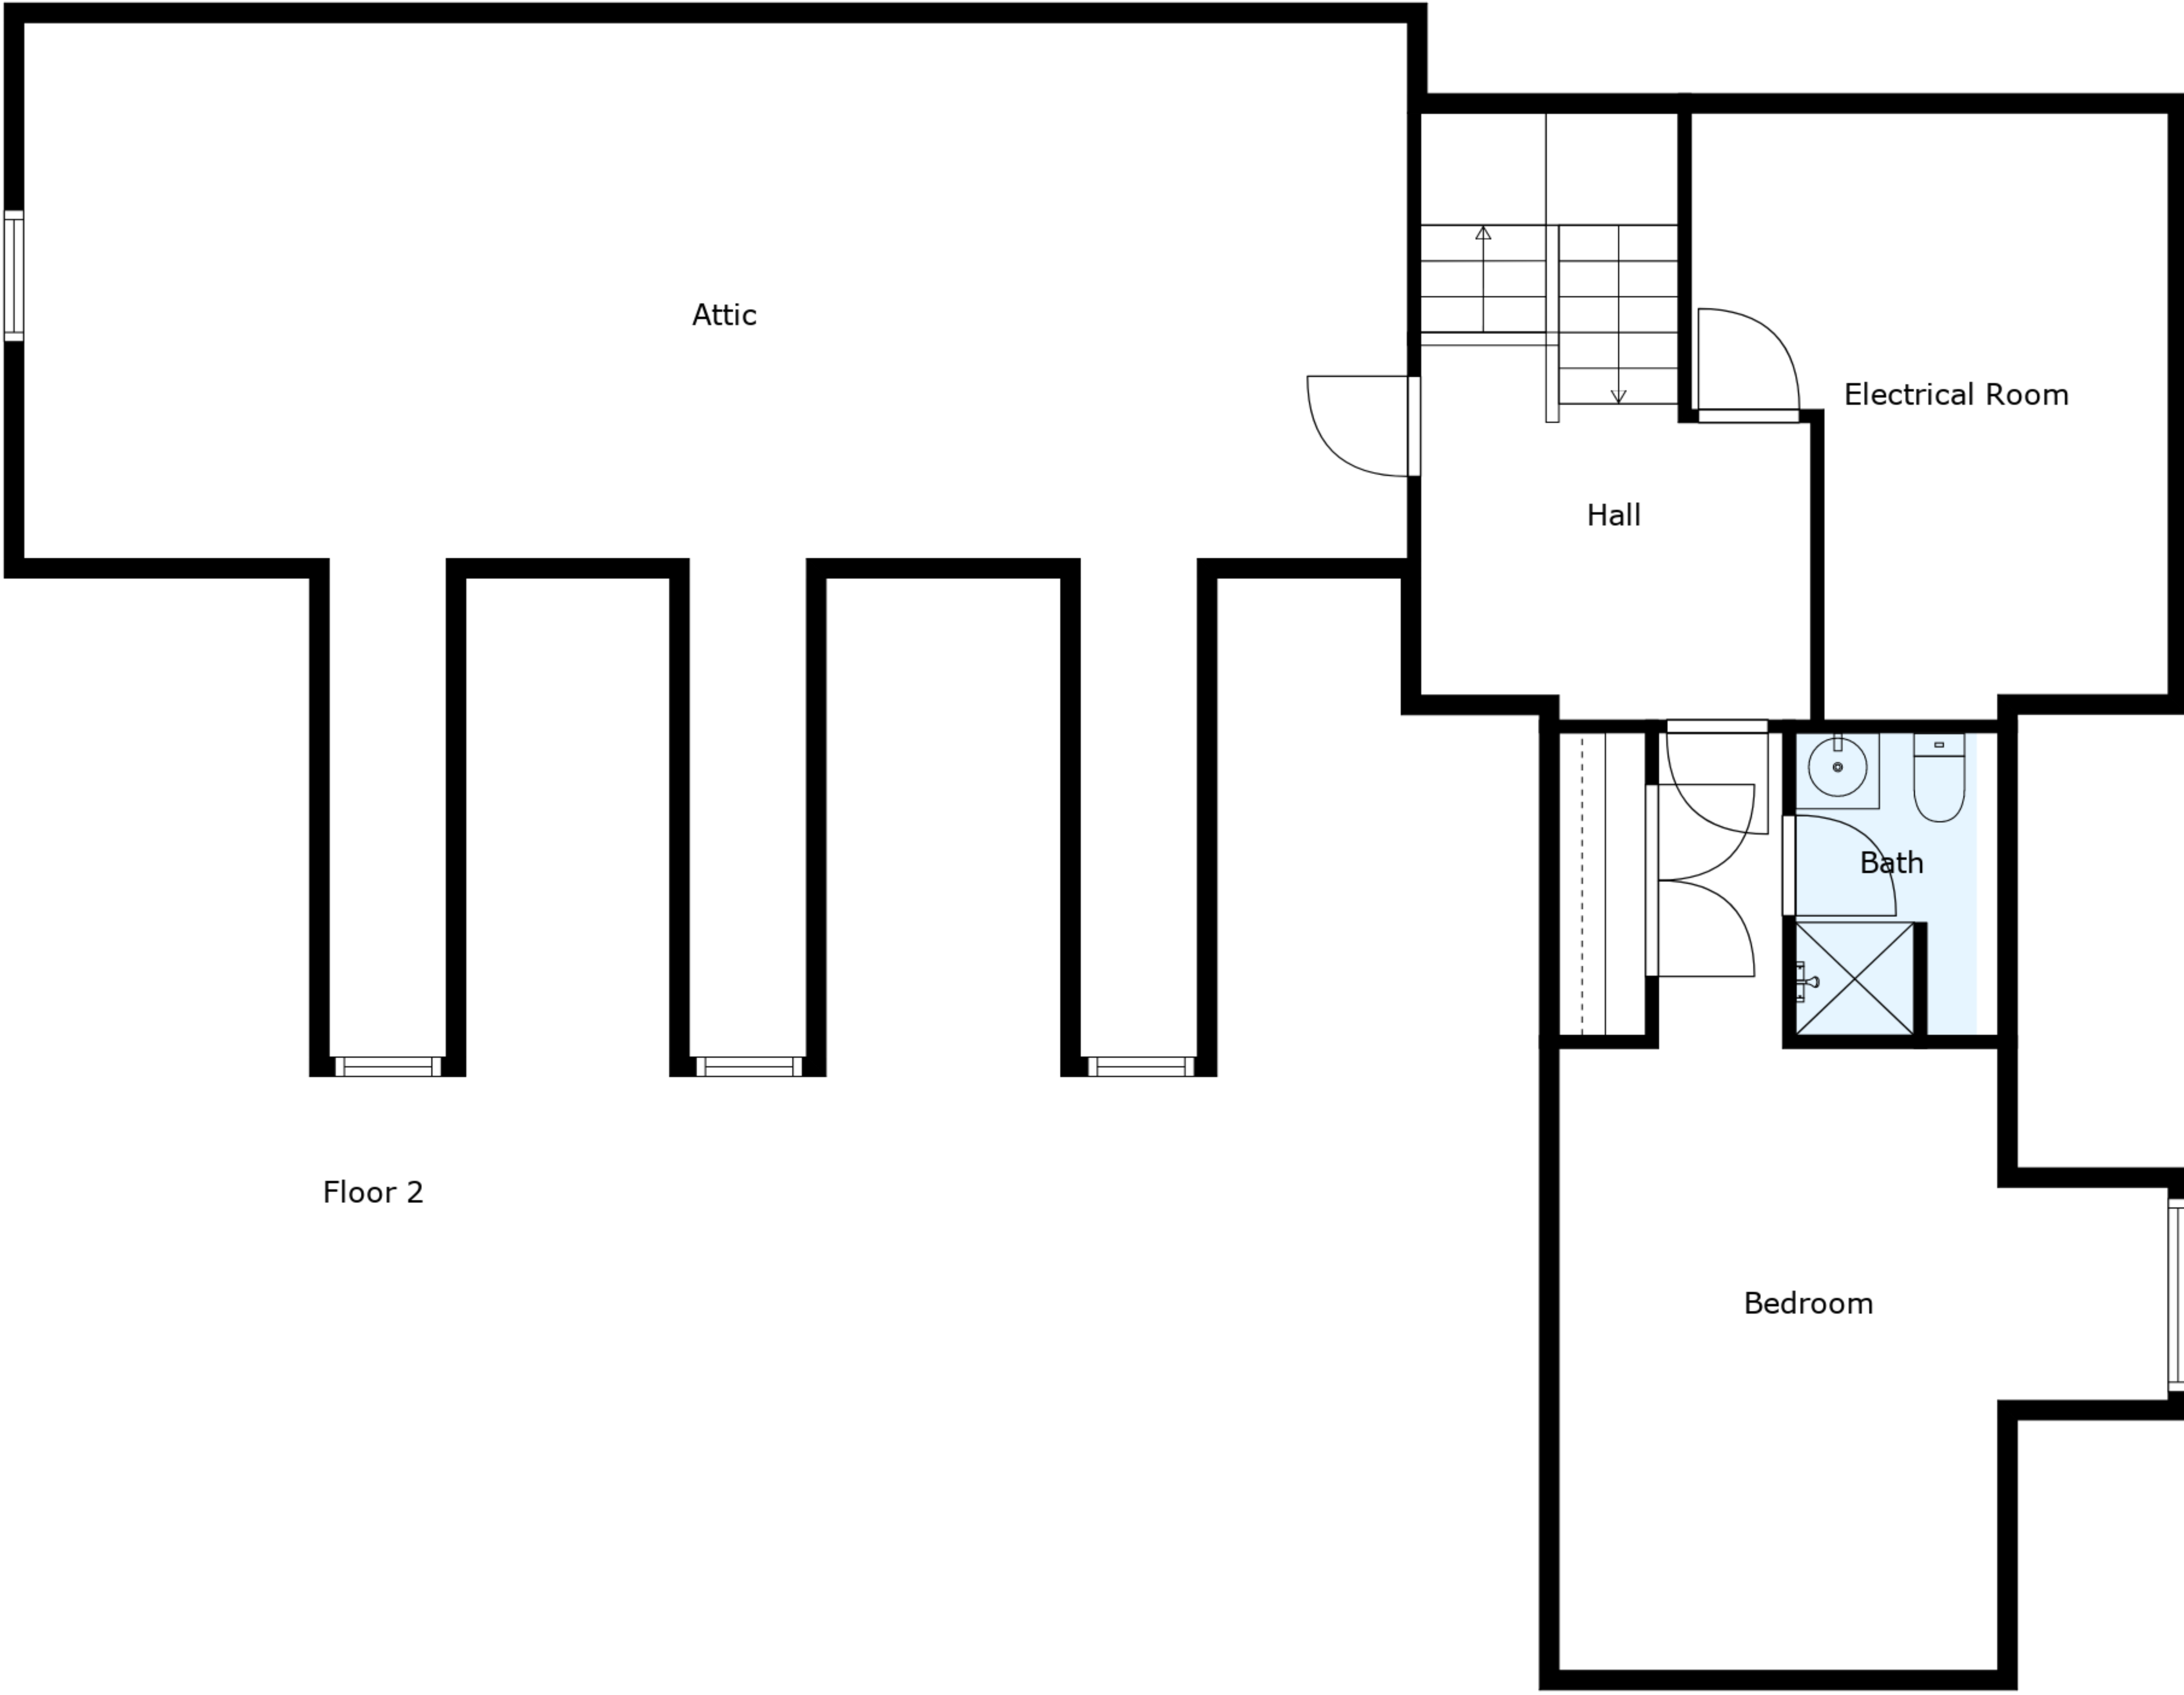 Attic
Electrical Room
Hall
Bath
Floor 2
Bedroom